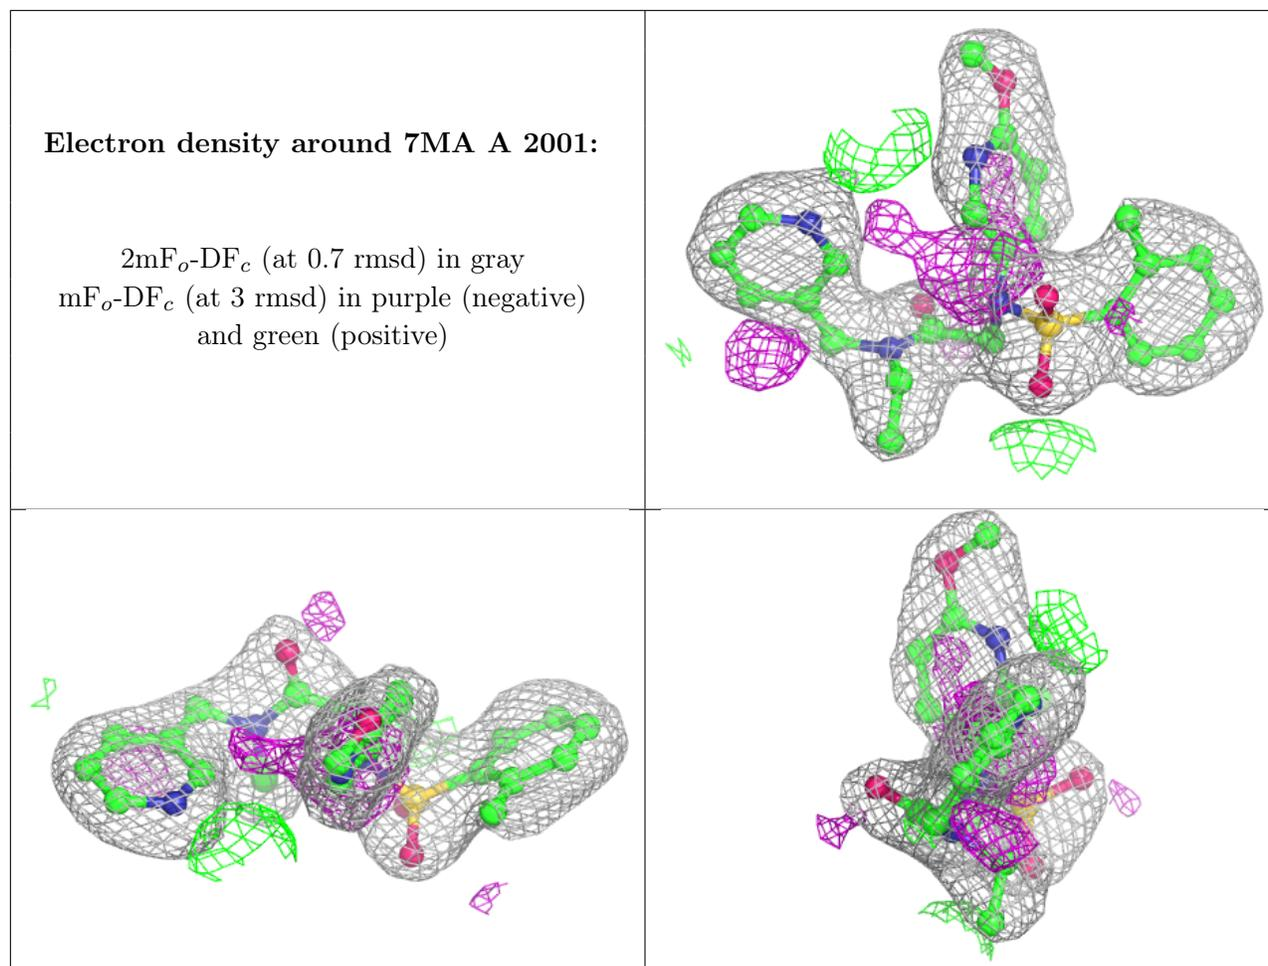 Electron density around 7MA A 2001:
2mFo-DFc (at 0.7 rmsd) in gray
mFo-DFc (at 3 rmsd) in purple (negative)
and green (positive)